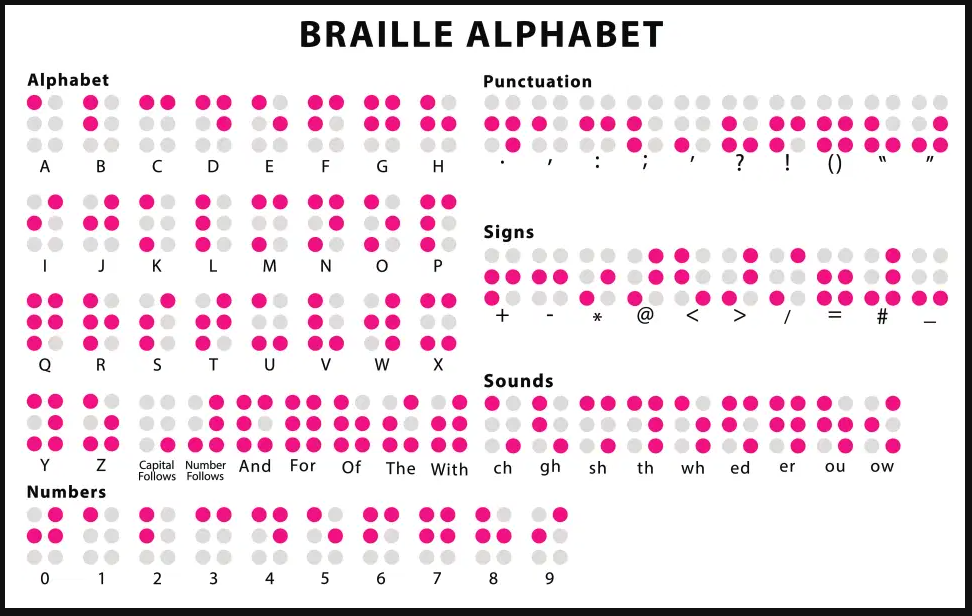 BRAILLE ALPHABET
Alphabet
A B C D E F G H
I J K L M N O P
Q R S T U V W X
Y Z Capital Follows Number Follows And For Of The With
Numbers
0 1 2 3 4 5 6 7 8 9
Punctuation
. , : ; ’ ? ! () “ ”
Signs
+ - * @ < > / = # _
Sounds
ch gh sh th wh ed er ou ow